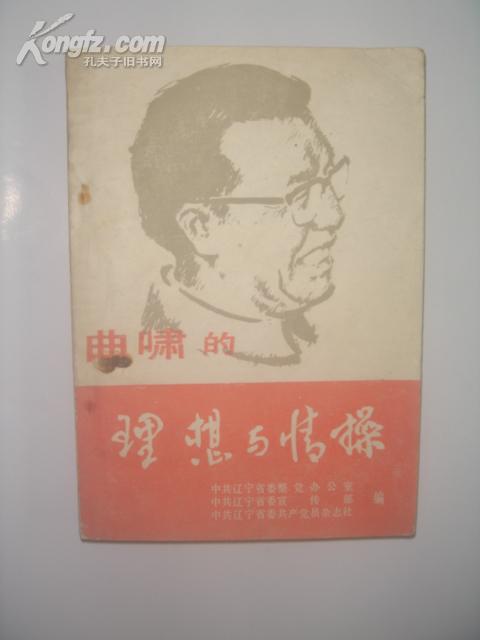 Kongfz.com
孔夫子旧书网
曲啸的
理想与情操
中共辽宁省委整党办公室
中共辽宁省委宣传部
中共辽宁省委共产党员杂志社
编